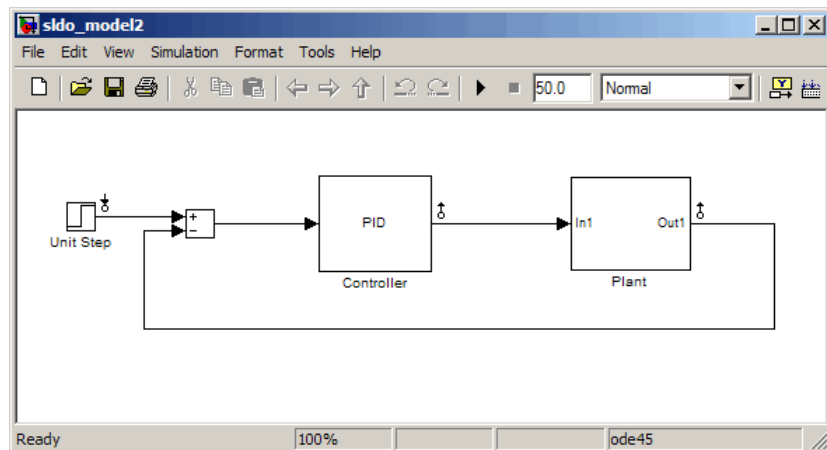 sldo_model2
File Edit View Simulation Format Tools Help
50.0 Normal
Unit Step
+
−
PID
Controller
In1 Out1
Plant
Ready 100% ode45